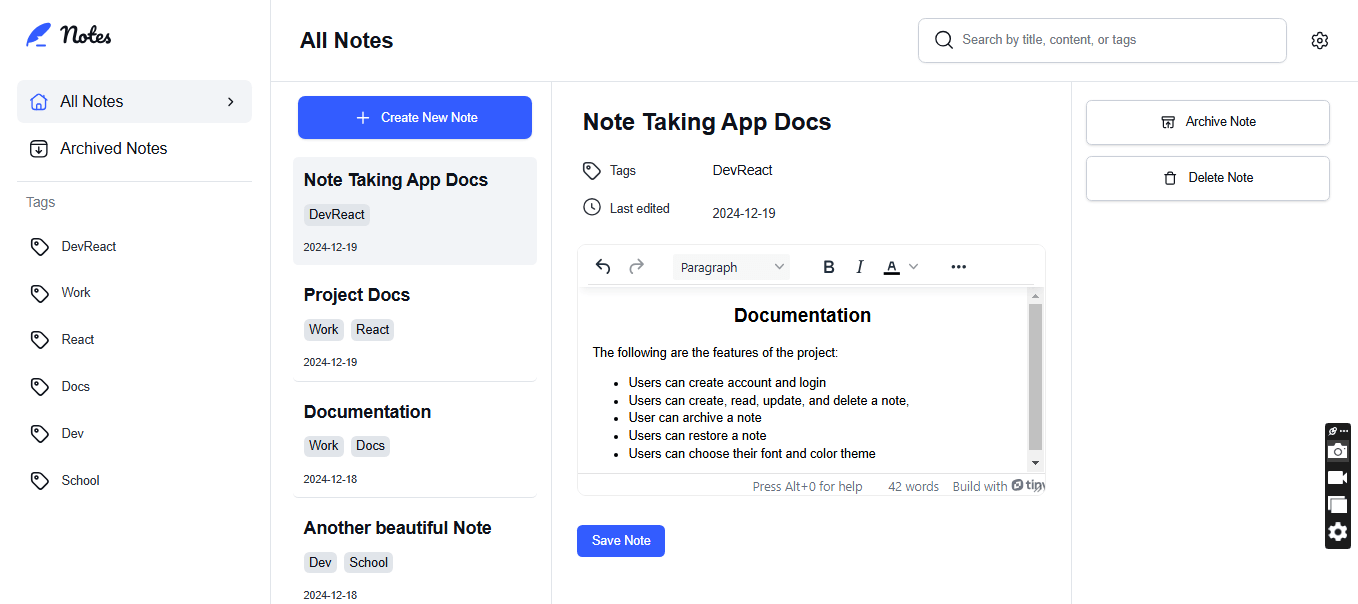 Notes
All Notes
Archived Notes
Tags
DevReact
Work
React
Docs
Dev
School
All Notes
Search by title, content, or tags
Create New Note
Note Taking App Docs
DevReact
2024-12-19
Project Docs
Work React
2024-12-19
Documentation
Work Docs
2024-12-18
Another beautiful Note
Dev School
2024-12-18
Note Taking App Docs
Tags DevReact
Last edited 2024-12-19
Paragraph B I A
Documentation
The following are the features of the project:
Users can create account and login
Users can create, read, update, and delete a note,
User can archive a note
Users can restore a note
Users can choose their font and color theme
Press Alt+0 for help 42 words Build with
Save Note
Archive Note
Delete Note